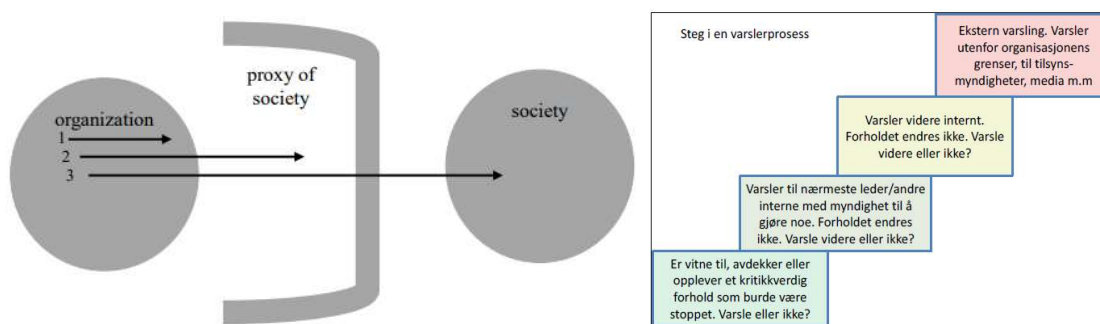 proxy of
society
organization
1
2
3
society
Steg i en varslerprosess
Ekstern varsling. Varsler
utenfor organisasjonens
grenser, til tilsyns-
myndigheter, media m.m
Varsler videre internt.
Forholdet endres ikke. Varsle
videre eller ikke?
Varsler til nærmeste leder/andre
interne med myndighet til å
gjøre noe. Forholdet endres
ikke. Varsle videre eller ikke?
Er vitne til, avdekker eller
opplever et kritikkverdig
forhold som burde være
stoppet. Varsle eller ikke?